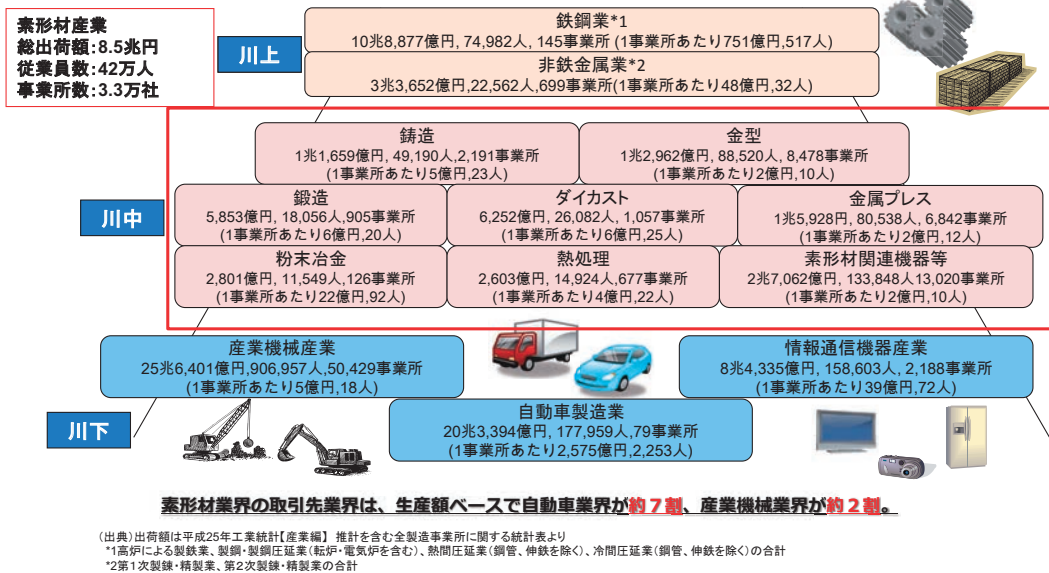 素形材産業
総出荷額:8.5兆円
従業員数:42万人
事業所数:3.3万社
川上
鉄鋼業*1
10兆8,877億円, 74,982人, 145事業所 (1事業所あたり751億円,517人)
非鉄金属業*2
3兆3,652億円,22,562人,699事業所(1事業所あたり48億円,32人)
川中
鋳造
1兆1,659億円, 49,190人,2,191事業所
(1事業所あたり5億円,23人)
金型
1兆2,962億円, 88,520人, 8,478事業所
(1事業所あたり2億円,10人)
鍛造
5,853億円, 18,056人,905事業所
(1事業所あたり6億円,20人)
ダイカスト
6,252億円, 26,082人, 1,057事業所
(1事業所あたり6億円,25人)
金属プレス
1兆5,928億円, 80,538人, 6,842事業所
(1事業所あたり2億円,12人)
粉末冶金
2,801億円, 11,549人,126事業所
(1事業所あたり22億円,92人)
熱処理
2,603億円, 14,924人,677事業所
(1事業所あたり4億円,22人)
素形材関連機器等
2兆7,062億円, 133,848人13,020事業所
(1事業所あたり2億円,10人)
川下
産業機械産業
25兆6,401億円,906,957人,50,429事業所
(1事業所あたり5億円,18人)
情報通信機器産業
8兆4,335億円, 158,603人, 2,188事業所
(1事業所あたり39億円,72人)
自動車製造業
20兆3,394億円, 177,959人,79事業所
(1事業所あたり2,575億円,2,253人)
素形材業界の取引先業界は、生産額ベースで自動車業界が約7割、産業機械業界が約2割。
(出典)出荷額は平成25年工業統計【産業編】 推計を含む全製造事業所に関する統計表より
*1高炉による製鉄業、製鋼・製鋼圧延業(転炉・電気炉を含む)、熱間圧延業(鋼管、伸鉄を除く)、冷間圧延業(鋼管、伸鉄を除く)の合計
*2第1次製錬・精製業、第2次製錬・精製業の合計